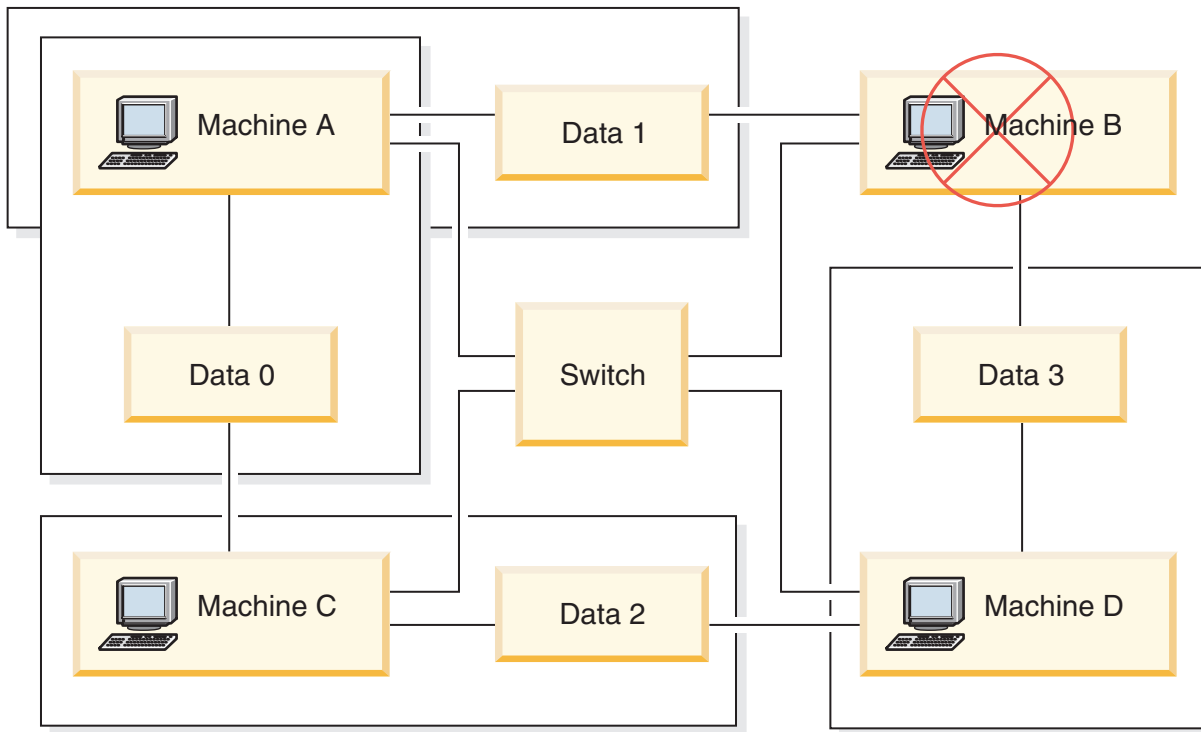 Machine A
Data 1
Machine B
Data 0
Switch
Data 3
Machine C
Data 2
Machine D